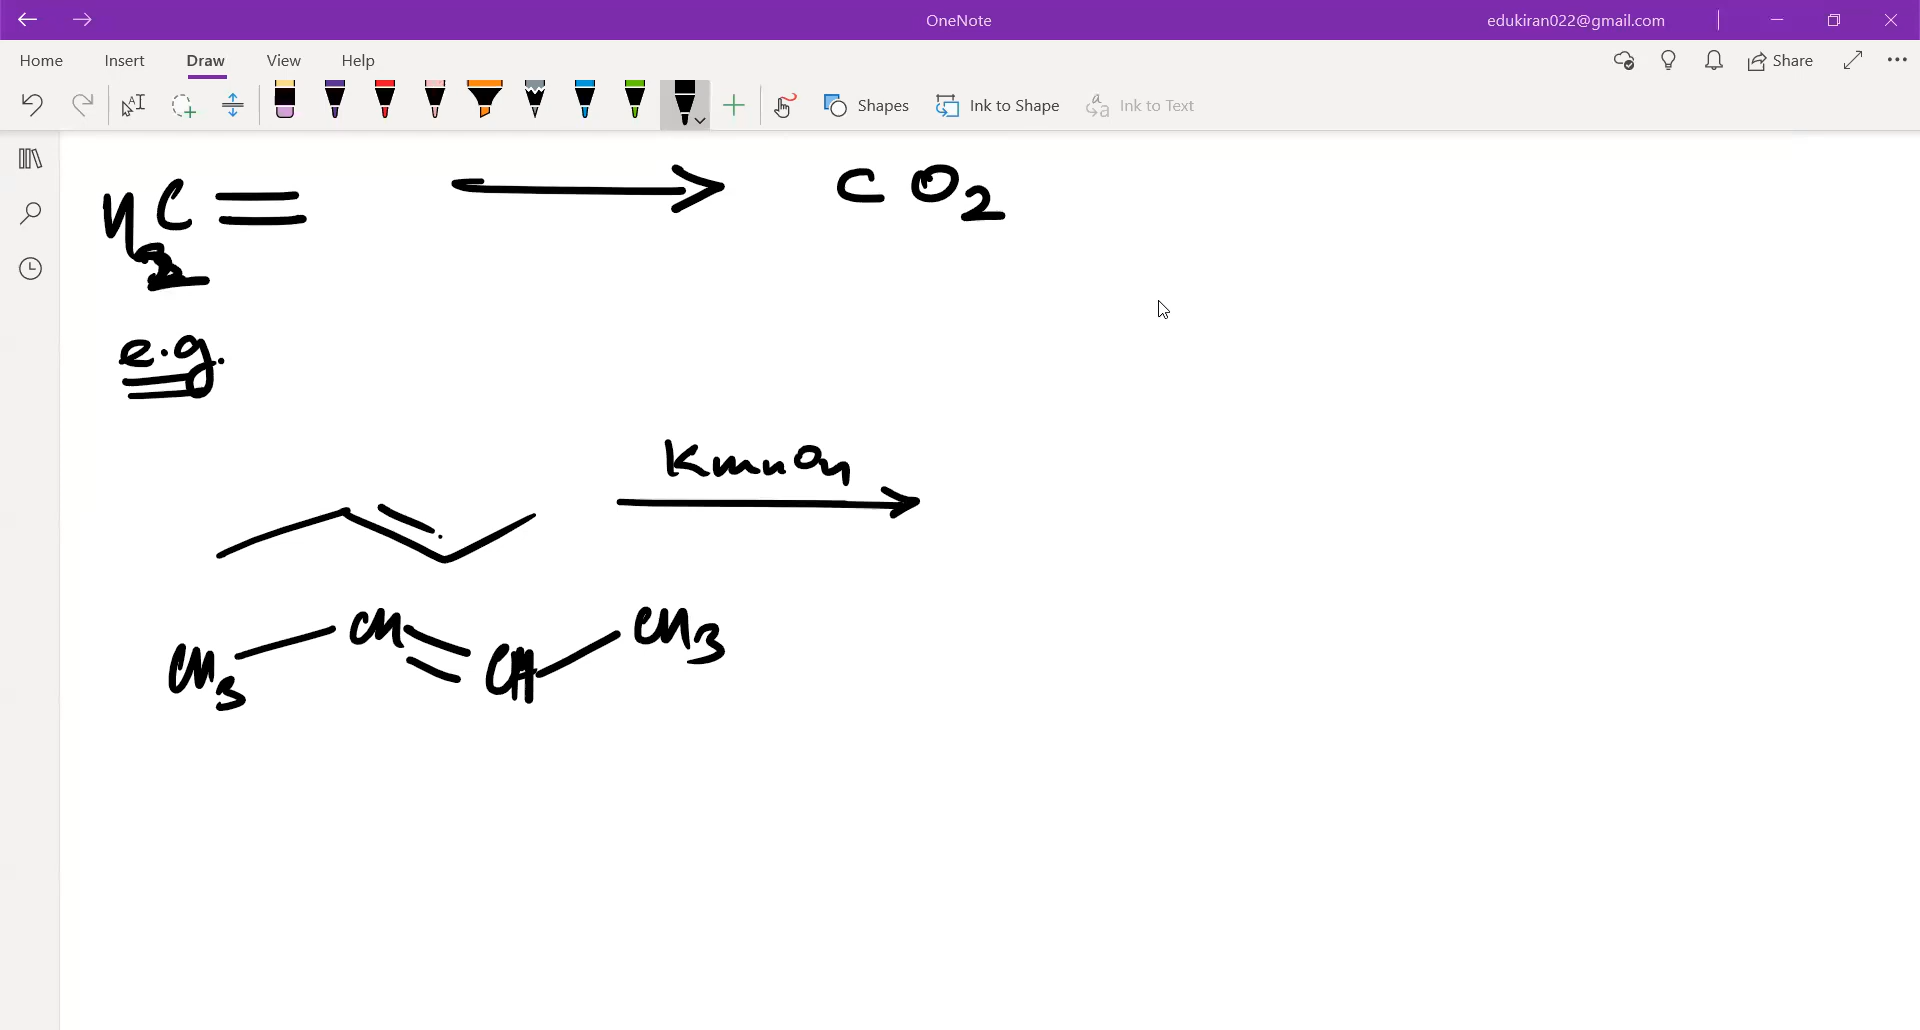 OneNote
edukiran022@gmail.com
Home Insert Draw View Help
Share
Shapes Ink to Shape Ink to Text
C = → CO2
e.g.
KmnO4
CH3 CH = CH CH3